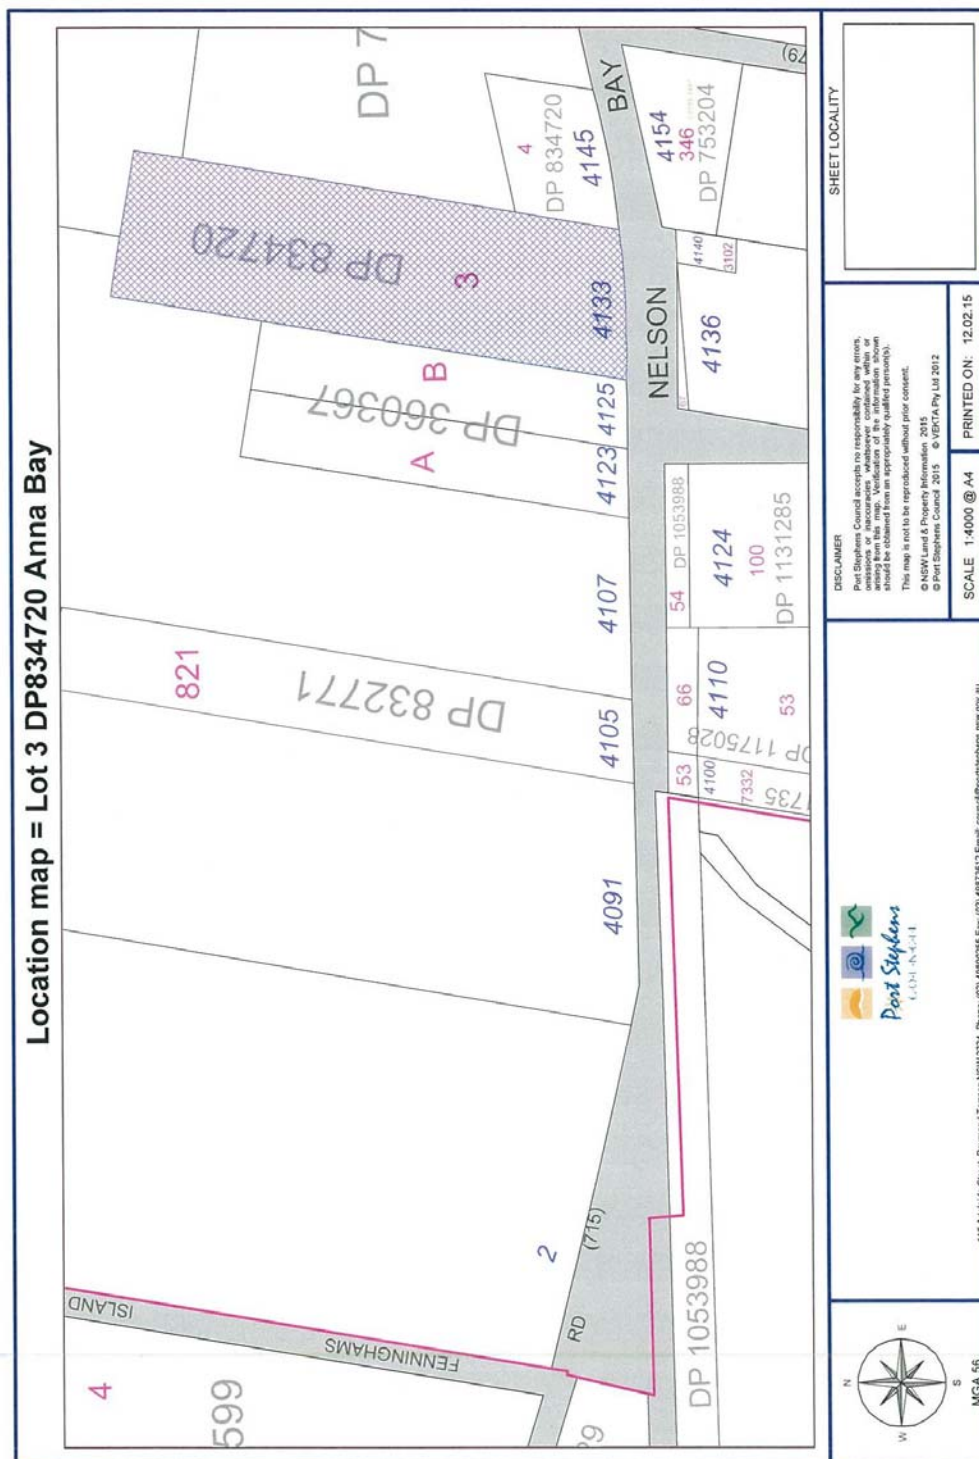 Location map = Lot 3 DP834720 Anna Bay
4
599
ISLAND
FENNINGHAMS
2
(715)
RD
DP 1053988
4091
821
DP 832771
4105
4107
A
B
DP 360367
4123
4125
3
DP 834720
4133
DP 7
4
DP 834720
4145
NELSON
BAY
53
66
4100
4110
7332
1735
DP 1175028
53
54
DP 1053988
4124
100
DP 1131285
4136
4140
3102
4154
346
DP 753204
N
W
E
S
MGA 56
Port Stephens
COUNCIL
DISCLAIMER
Port Stephens Council accepts no responsibility for any errors,
omissions or inaccuracies whatsoever contained within or
arising from this map. Verification of the information shown
should be obtained from an appropriately qualified person(s).
This map is not to be reproduced without prior consent.
© NSW Land & Property Information 2015
© Port Stephens Council 2015 © VEKTA Pty Ltd 2012
SCALE 1:4000 @ A4
PRINTED ON: 12.02.15
SHEET LOCALITY